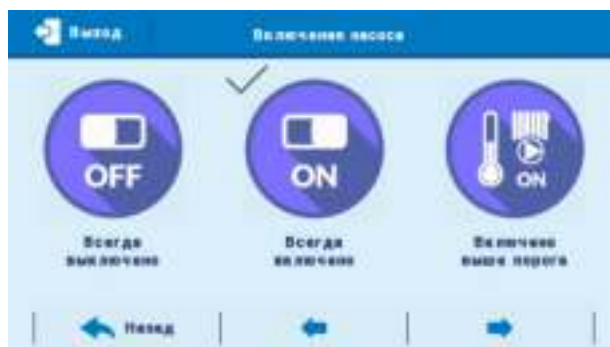 Выход
Включение насоса
OFF
ON
ON
Всегда
выключено
Всегда
включено
Включено
выше порога
Назад